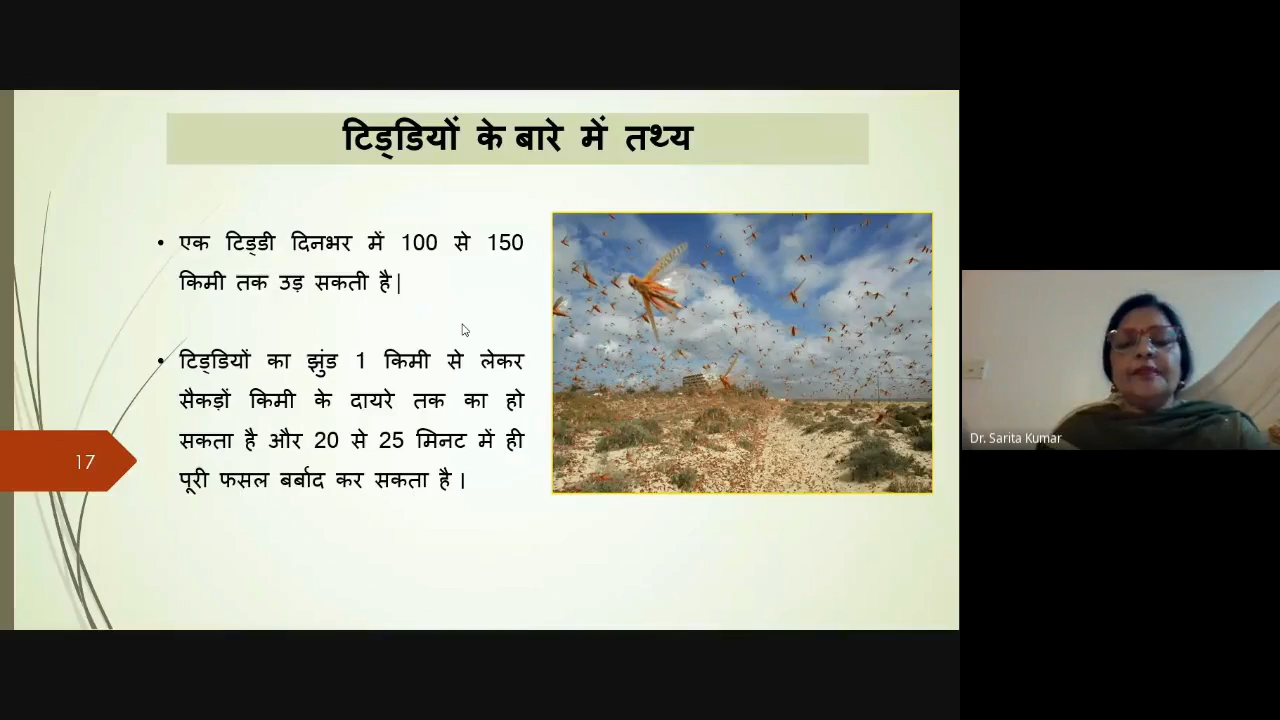 टिड्डियों के बारे में तथ्य
• एक टिड्डी दिनभर में 100 से 150
किमी तक उड़ सकती है|
• टिड्डियों का झुंड 1 किमी से लेकर
सैकड़ों किमी के दायरे तक का हो
सकता है और 20 से 25 मिनट में ही
पूरी फसल बर्बाद कर सकता है ।
17
Dr. Sarita Kumar